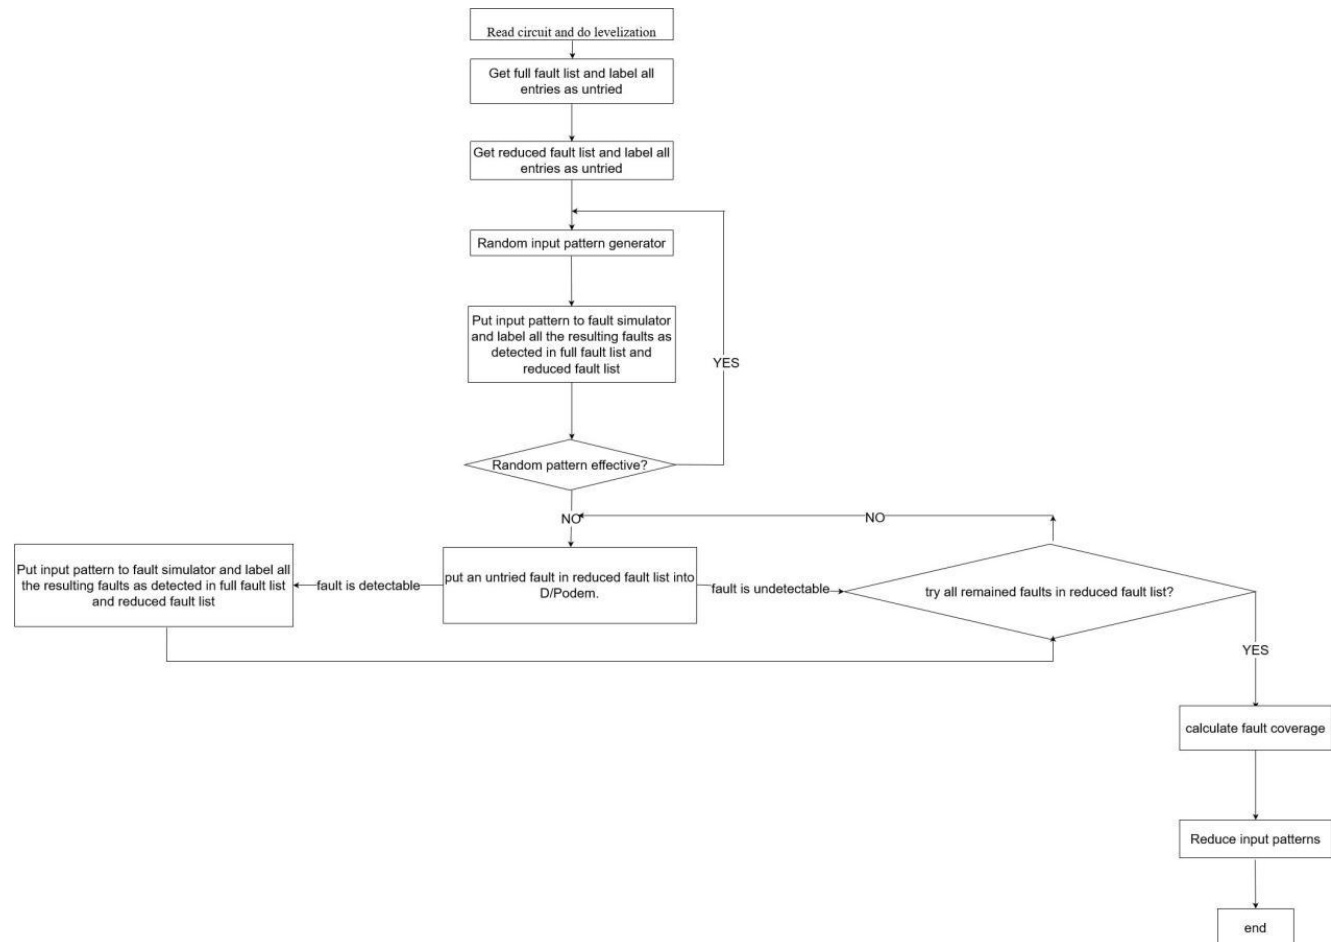 Read circuit and do levelization
Get full fault list and label all
entries as untried
Get reduced fault list and label all
entries as untried
Random input pattern generator
Put input pattern to fault simulator
and label all the resulting faults as
detected in full fault list and
reduced fault list
YES
Random pattern effective?
NO
NO
Put input pattern to fault simulator and label all
the resulting faults as detected in full fault list
and reduced fault list
fault is detectable
put an untried fault in reduced fault list into
D/Podem.
fault is undetectable
try all remained faults in reduced fault list?
YES
calculate fault coverage
Reduce input patterns
end